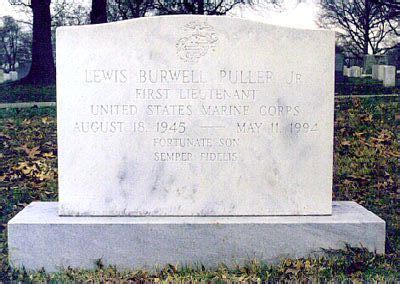 LEWIS BURWELL PULLER JR
FIRST LIEUTENANT
UNITED STATES MARINE CORPS
AUGUST 18, 1945 — MAY 11, 1994
FORTUNATE SON
SEMPER FIDELIS